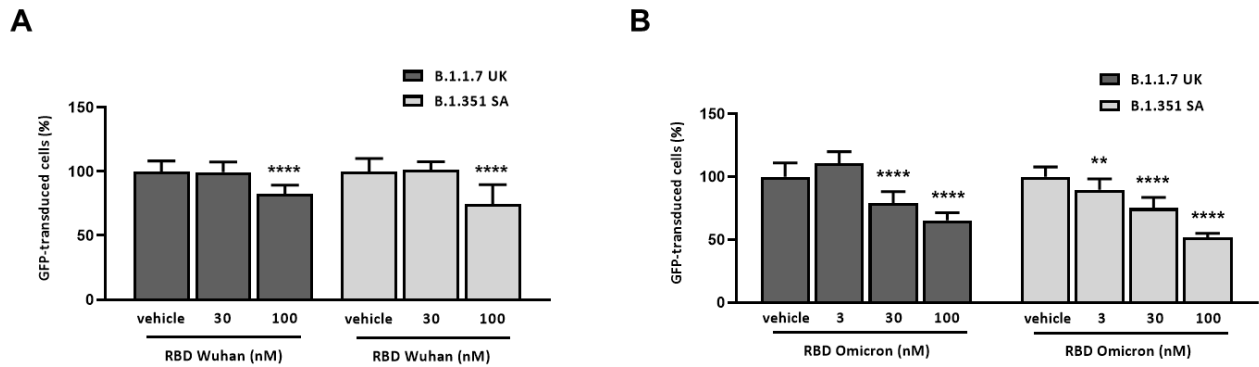 A
B.1.1.7 UK
B.1.351 SA
GFP-transduced cells (%)
150
100
50
0
****
****
vehicle 30 100 vehicle 30 100
RBD Wuhan (nM) RBD Wuhan (nM)
B
B.1.1.7 UK
B.1.351 SA
GFP-transduced cells (%)
150
100
50
0
****
****
**
****
****
vehicle 3 30 100 vehicle 3 30 100
RBD Omicron (nM) RBD Omicron (nM)